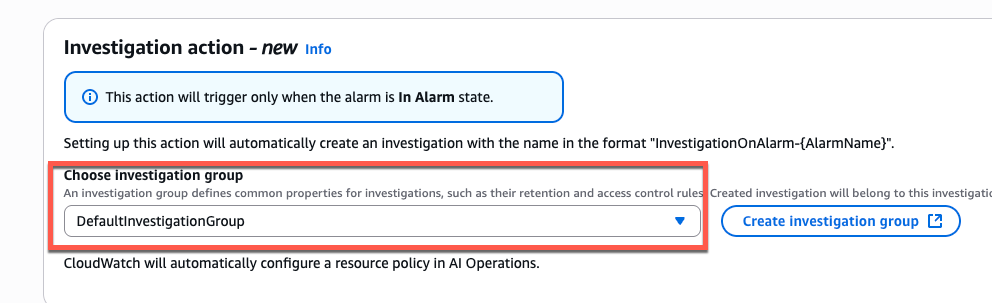 Investigation action - new Info
This action will trigger only when the alarm is In Alarm state.
Setting up this action will automatically create an investigation with the name in the format "InvestigationOnAlarm-{AlarmName}".
Choose investigation group
An investigation group defines common properties for investigations, such as their retention and access control rules. Created investigation will belong to this
DefaultInvestigationGroup
Create investigation group
CloudWatch will automatically configure a resource policy in AI Operations.